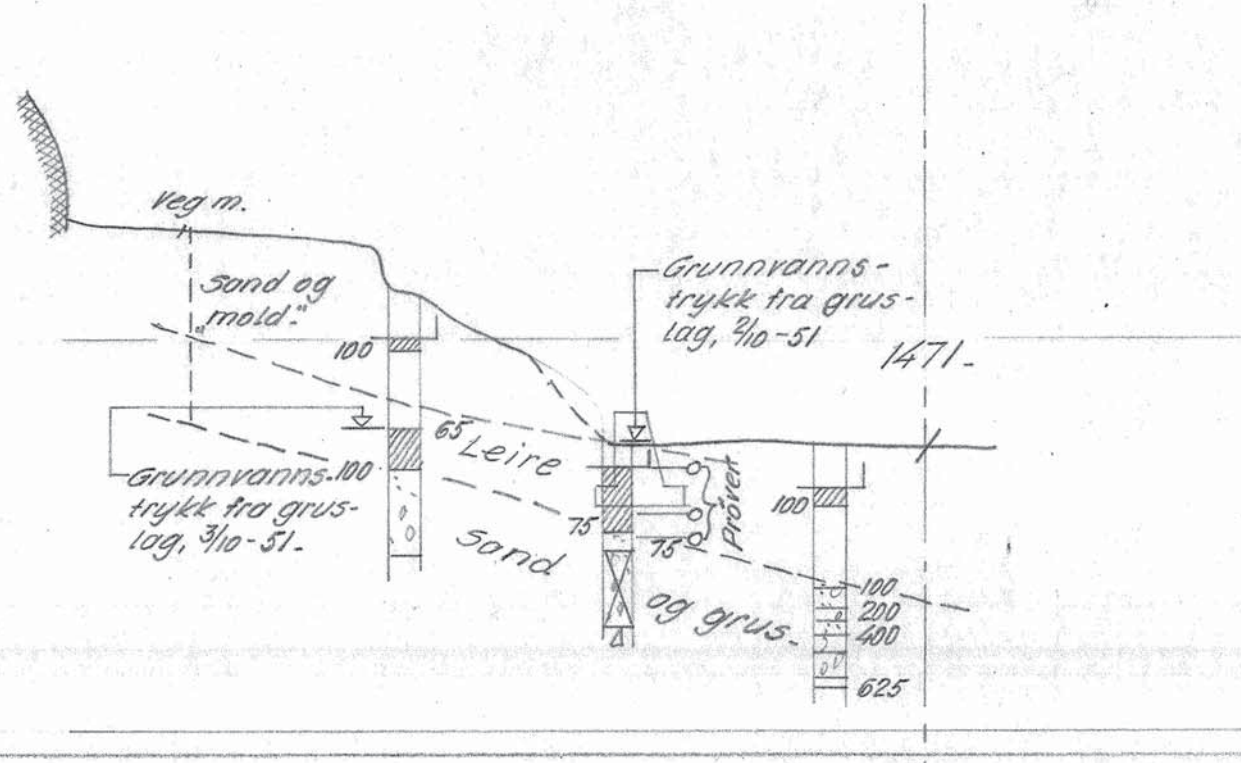 Veg m.
Sand og
„mold."
100
65 Leire
100
Grunnvanns-
trykk fra grus-
lag, 3/10-51.
Grunnvanns-
trykk fra grus-
lag, 2/10-51
1471.
75
75
Prøver
Sand
og grus.
100
100
200
400
625